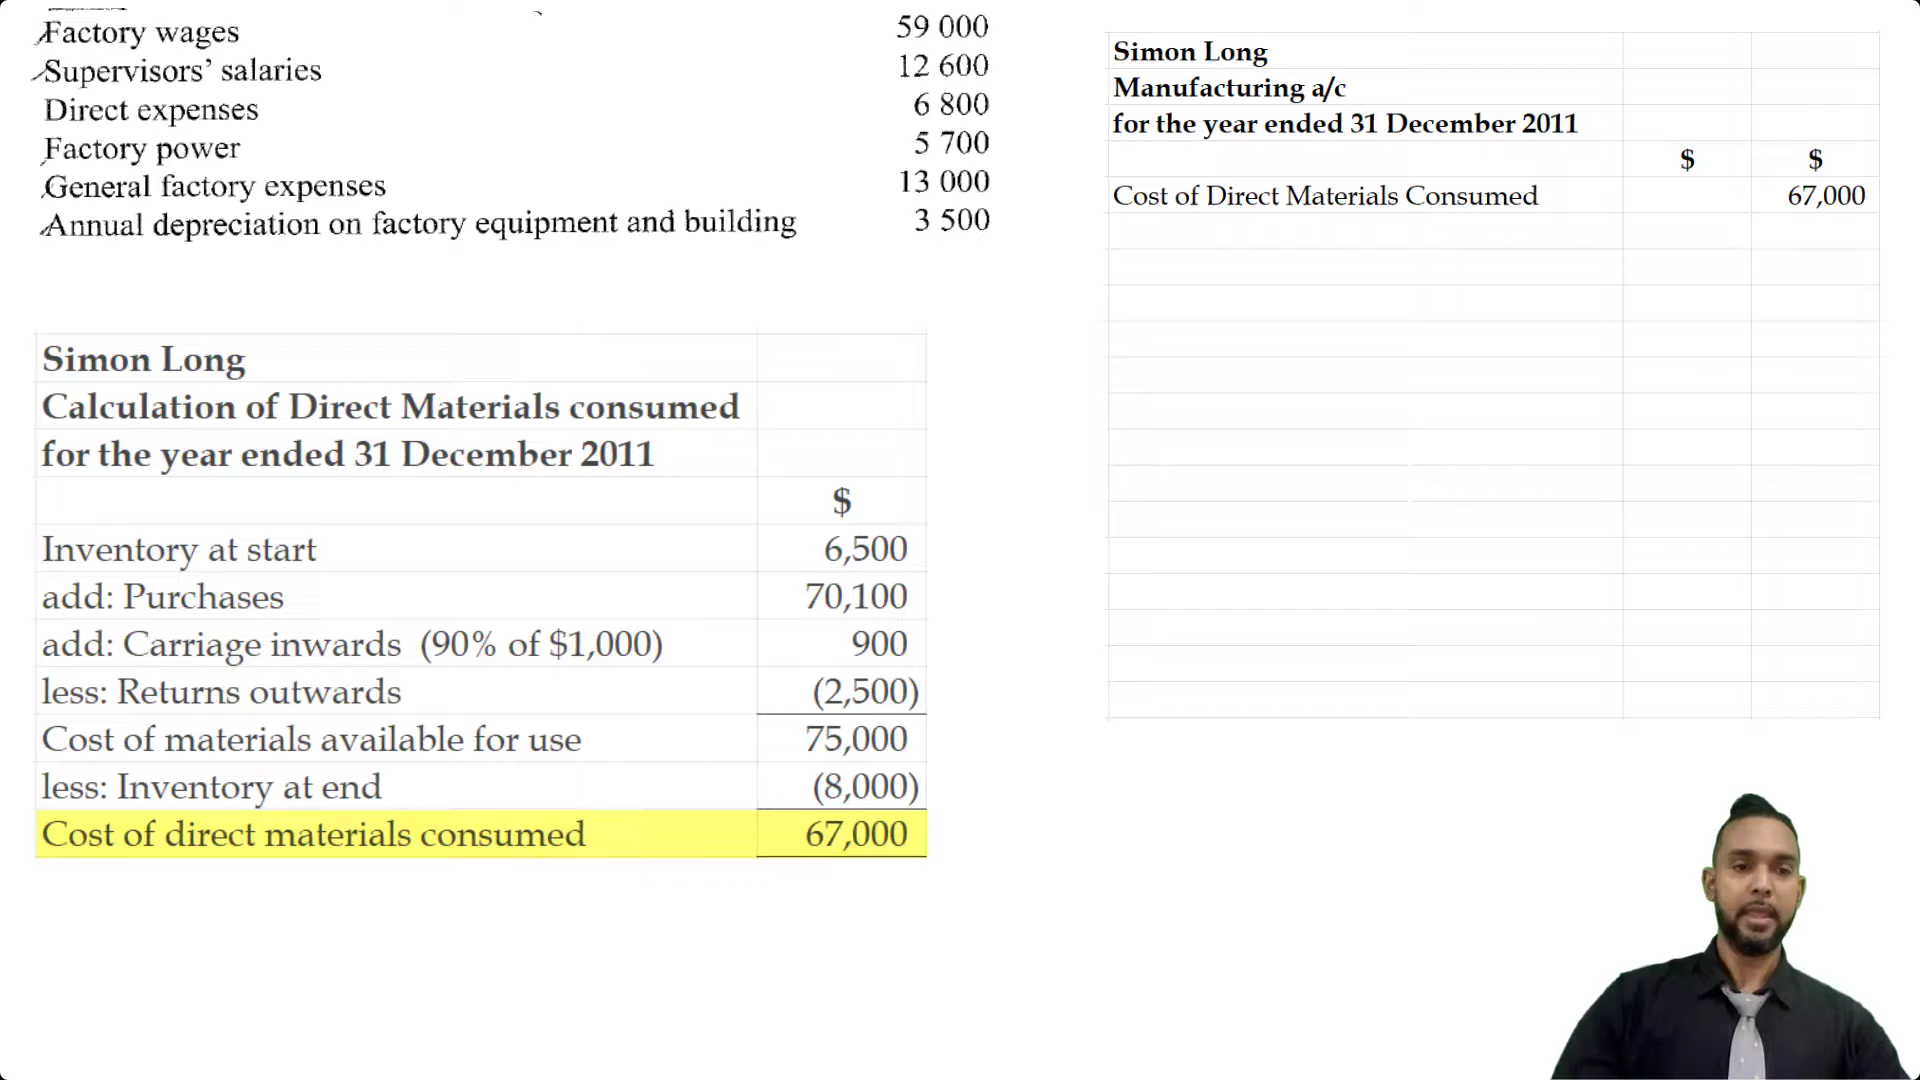 Factory wages 59 000
Supervisors’ salaries 12 600
Direct expenses 6 800
Factory power 5 700
General factory expenses 13 000
Annual depreciation on factory equipment and building 3 500
Simon Long
Calculation of Direct Materials consumed
for the year ended 31 December 2011
$
Inventory at start 6,500
add: Purchases 70,100
add: Carriage inwards (90% of $1,000) 900
less: Returns outwards (2,500)
Cost of materials available for use 75,000
less: Inventory at end (8,000)
Cost of direct materials consumed 67,000
Simon Long
Manufacturing a/c
for the year ended 31 December 2011
$ $
Cost of Direct Materials Consumed 67,000